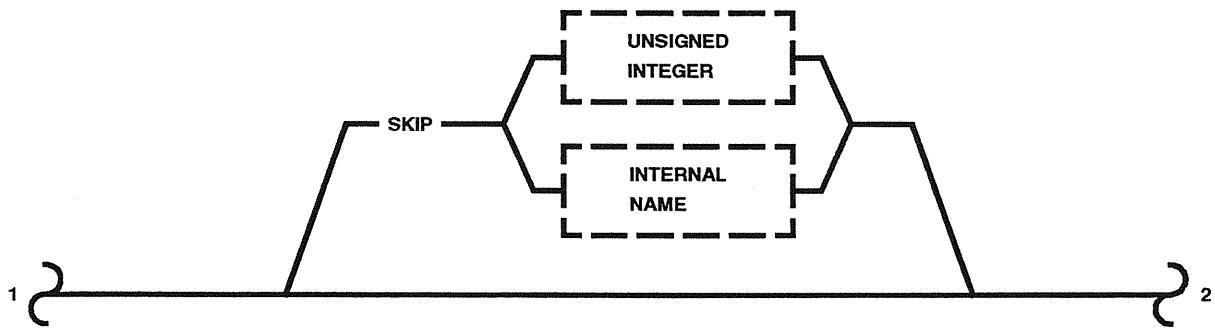 UNSIGNED
INTEGER
SKIP
INTERNAL
NAME
1
2